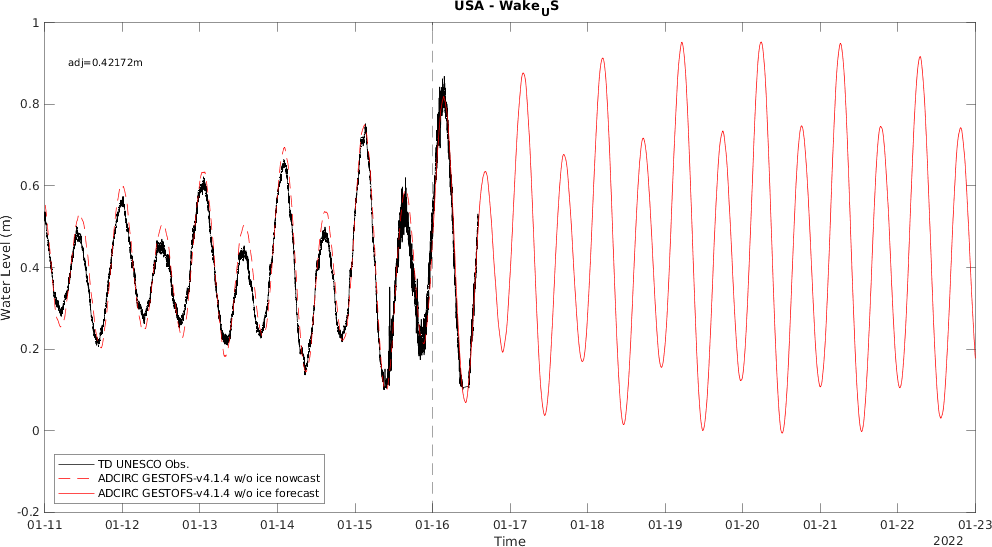 USA - WakeUS
adj=0.42172m
1
0.8
0.6
0.4
0.2
0
-0.2
Water Level (m)
TD UNESCO Obs.
ADCIRC GESTOFS-v4.1.4 w/o ice nowcast
ADCIRC GESTOFS-v4.1.4 w/o ice forecast
01-11 01-12 01-13 01-14 01-15 01-16 01-17 01-18 01-19 01-20 01-21 01-22 01-23
Time
2022